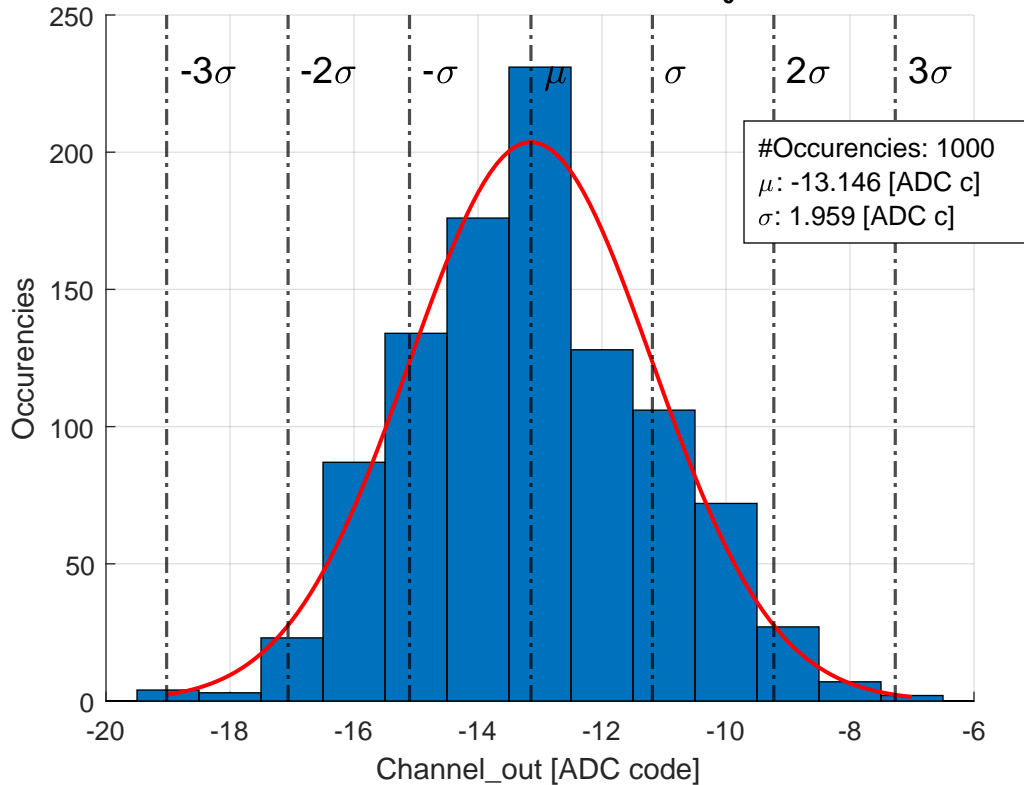 250
200
150
100
50
0
-3σ
-2σ
-σ
μ
σ
2σ
3σ
#Occurencies: 1000
μ: -13.146 [ADC c]
σ: 1.959 [ADC c]
Occurencies
-20
-18
-16
-14
-12
-10
-8
-6
Channel_out [ADC code]